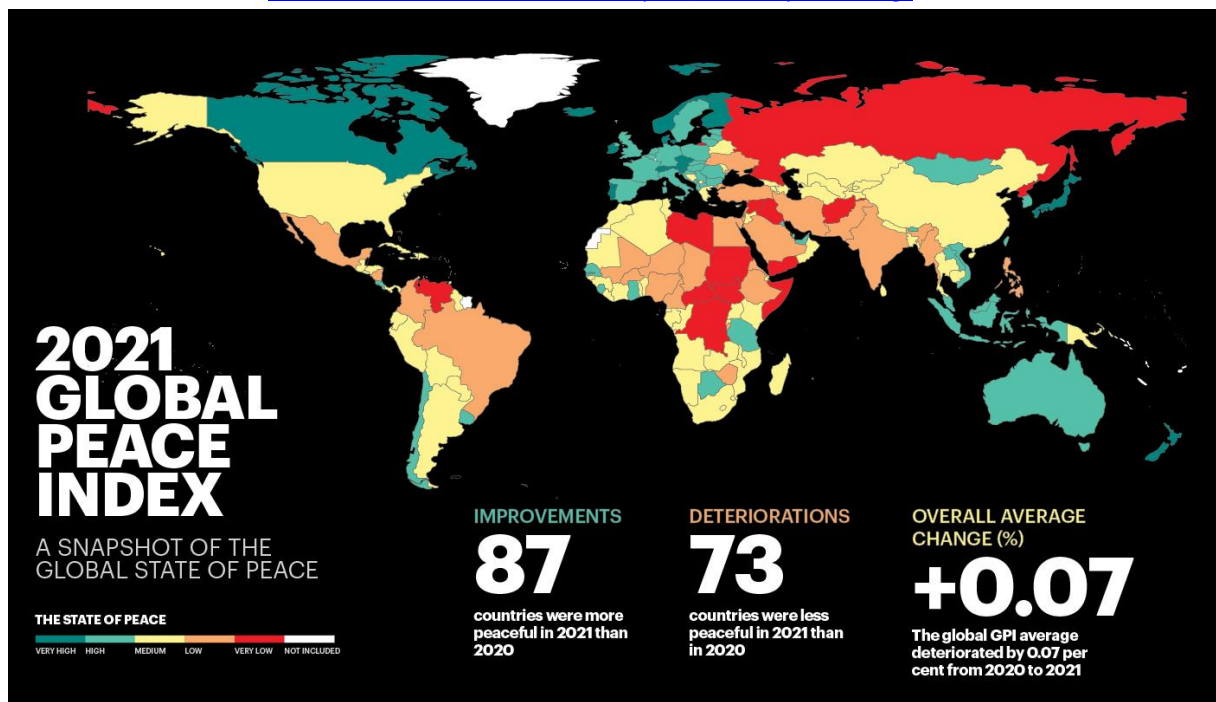 2021
GLOBAL
PEACE
INDEX
A SNAPSHOT OF THE
GLOBAL STATE OF PEACE
THE STATE OF PEACE
VERY HIGH HIGH MEDIUM LOW VERY LOW NOT INCLUDED
IMPROVEMENTS
87
countries were more
peaceful in 2021 than
2020
DETERIORATIONS
73
countries were less
peaceful in 2021 than
in 2020
OVERALL AVERAGE
CHANGE (%)
+0.07
The global GPI average
deteriorated by 0.07 per
cent from 2020 to 2021